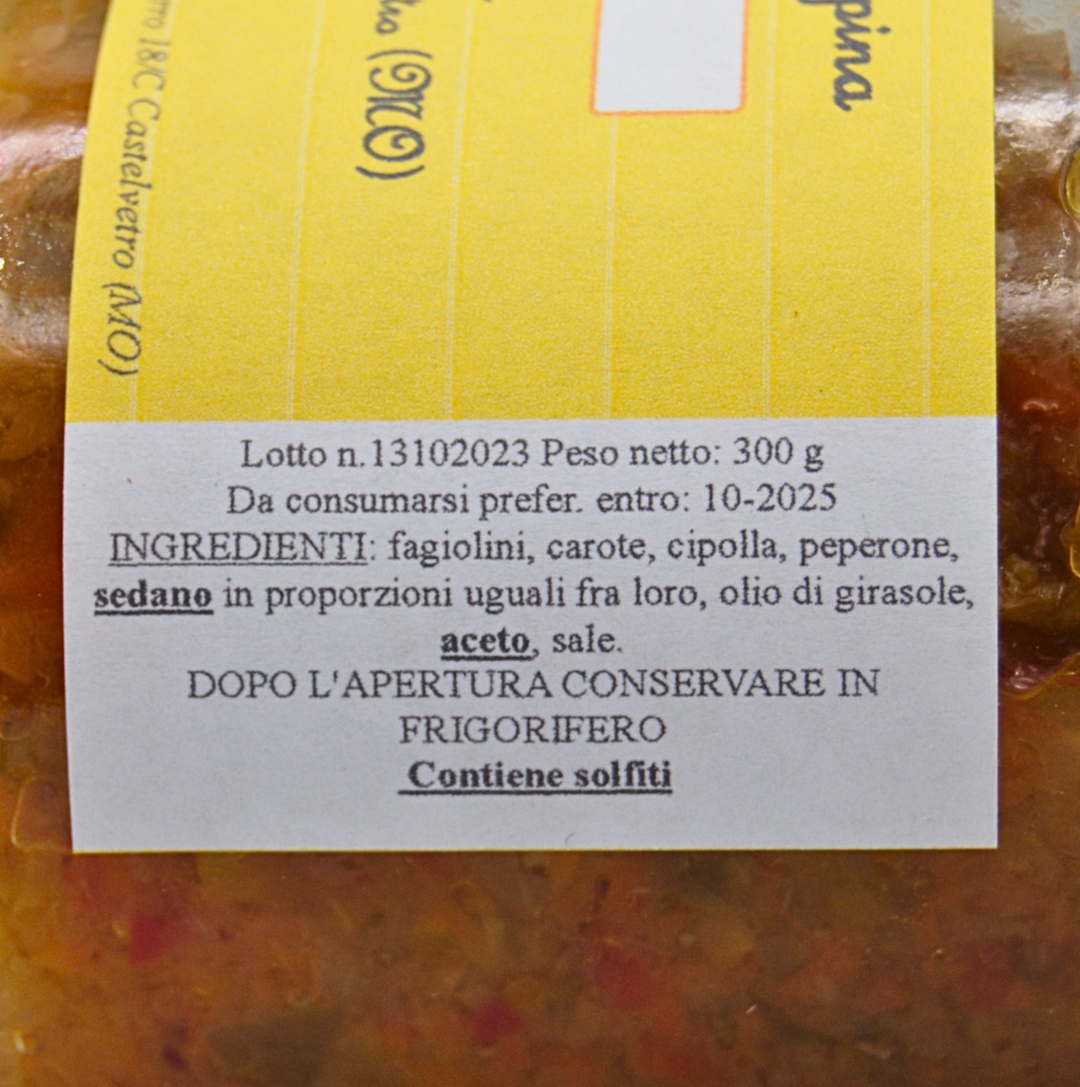 18/C Castelvetro (MO)
(MO)
Lotto n.13102023 Peso netto: 300 g
Da consumarsi prefer. entro: 10-2025
INGREDIENTI: fagiolini, carote, cipolla, peperone,
sedano in proporzioni uguali fra loro, olio di girasole,
aceto, sale.
DOPO L'APERTURA CONSERVARE IN
FRIGORIFERO
Contiene solfiti